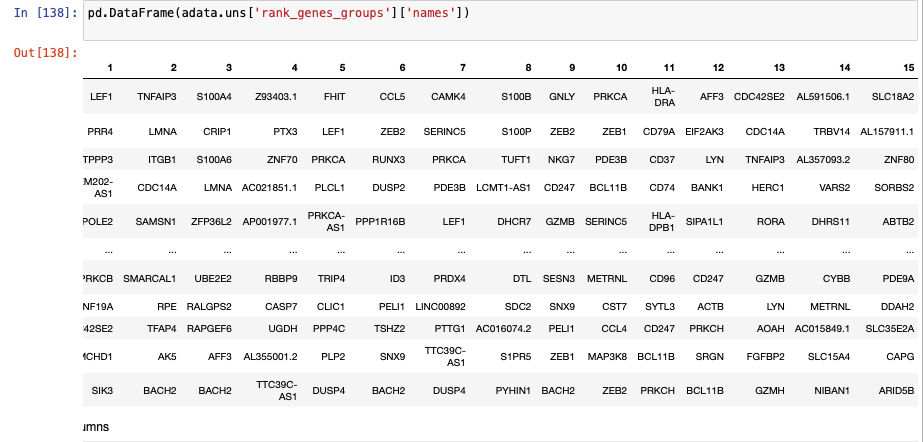 In [138]: pd.DataFrame(adata.uns['rank_genes_groups']['names'])
Out[138]:
1 2 3 4 5 6 7 8 9 10 11 12 13 14 15
LEF1 TNFAIP3 S100A4 Z93403.1 FHIT CCL5 CAMK4 S100B GNLY PRKCA HLA-DRA AFF3 CDC42SE2 AL591506.1 SLC18A2
PRR4 LMNA CRIP1 PTX3 LEF1 ZEB2 SERINC5 S100P ZEB2 ZEB1 CD79A EIF2AK3 CDC14A TRBV14 AL157911.1
TPPP3 ITGB1 S100A6 ZNF70 PRKCA RUNX3 PRKCA TUFT1 NKG7 PDE3B CD37 LYN TNFAIP3 AL357093.2 ZNF80
M202-AS1 CDC14A LMNA AC021851.1 PLCL1 DUSP2 PDE3B LCMT1-AS1 CD247 BCL11B CD74 BANK1 HERC1 VARS2 SORBS2
POLE2 SAMSN1 ZFP36L2 AP001977.1 PRKCA-AS1 PPP1R16B LEF1 DHCR7 GZMB SERINC5 HLA-DPB1 SIPA1L1 RORA DHRS11 ABTB2
... ... ... ... ... ... ... ... ... ... ... ... ... ... ...
PRKCB SMARCAL1 UBE2E2 RBBP9 TRIP4 ID3 PRDX4 DTL SESN3 METRNL CD96 CD247 GZMB CYBB PDE9A
NF19A RPE RALGPS2 CASP7 CLIC1 PELI1 LINC00892 SDC2 SNX9 CST7 SYTL3 ACTB LYN METRNL DDAH2
42SE2 TFAP4 RAPGEF6 UGDH PPP4C TSHZ2 PTTG1 AC016074.2 PELI1 CCL4 CD247 PRKCH AOAH AC015849.1 SLC35E2A
MCHD1 AK5 AFF3 AL355001.2 PLP2 SNX9 TTC39C-AS1 S1PR5 ZEB1 MAP3K8 BCL11B SRGN FGFBP2 SLC15A4 CAPG
SIK3 BACH2 BACH2 TTC39C-AS1 DUSP4 BACH2 DUSP4 PYHIN1 BACH2 ZEB2 PRKCH BCL11B GZMH NIBAN1 ARID5B
umns